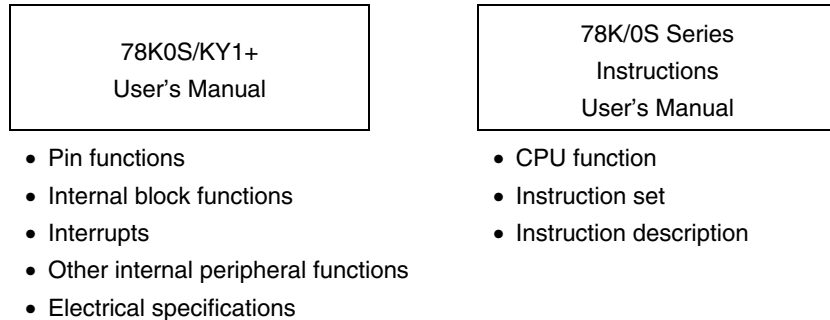 78K0S/KY1+
User's Manual
• Pin functions
• Internal block functions
• Interrupts
• Other internal peripheral functions
• Electrical specifications
78K/0S Series
Instructions
User's Manual
• CPU function
• Instruction set
• Instruction description